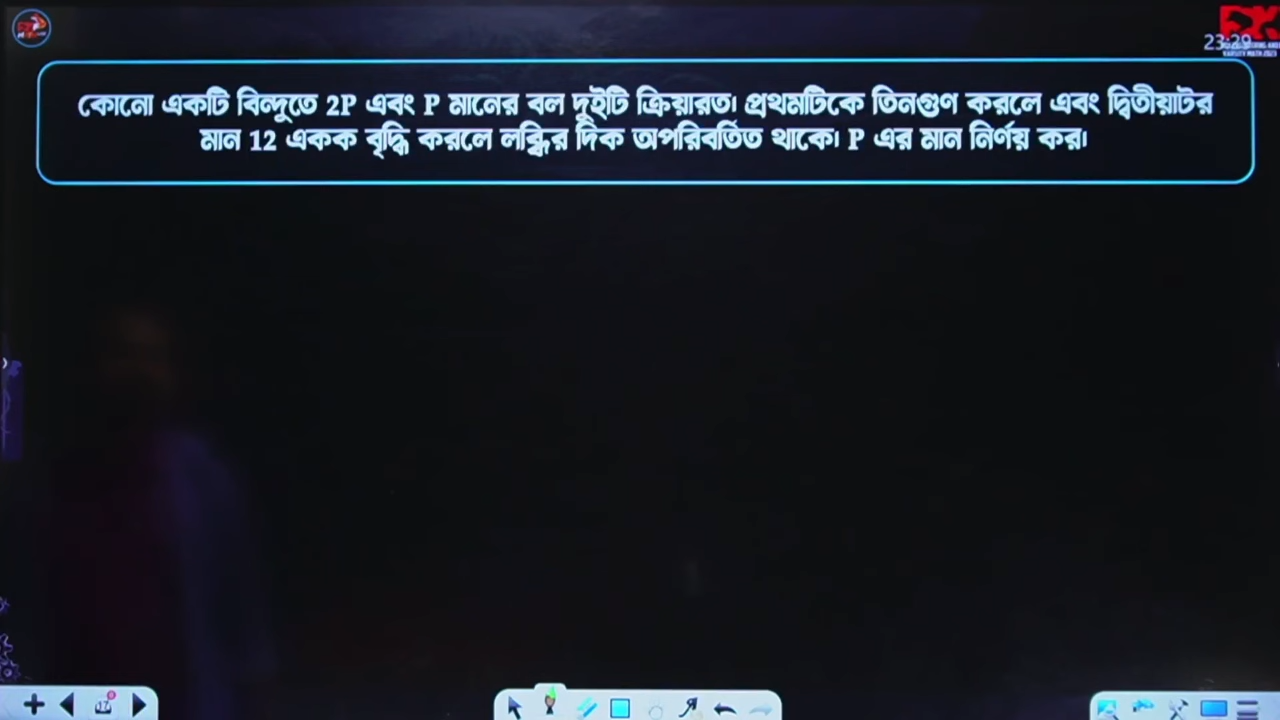 23:29
কোনো একটি বিন্দুতে 2P এবং P মানের বল দুইটি ক্রিয়ারত। প্রথমটিকে তিনগুণ করলে এবং দ্বিতীয়াটর
মান 12 একক বৃদ্ধি করলে লব্ধির দিক অপরিবর্তিত থাকে। P এর মান নির্ণয় কর।